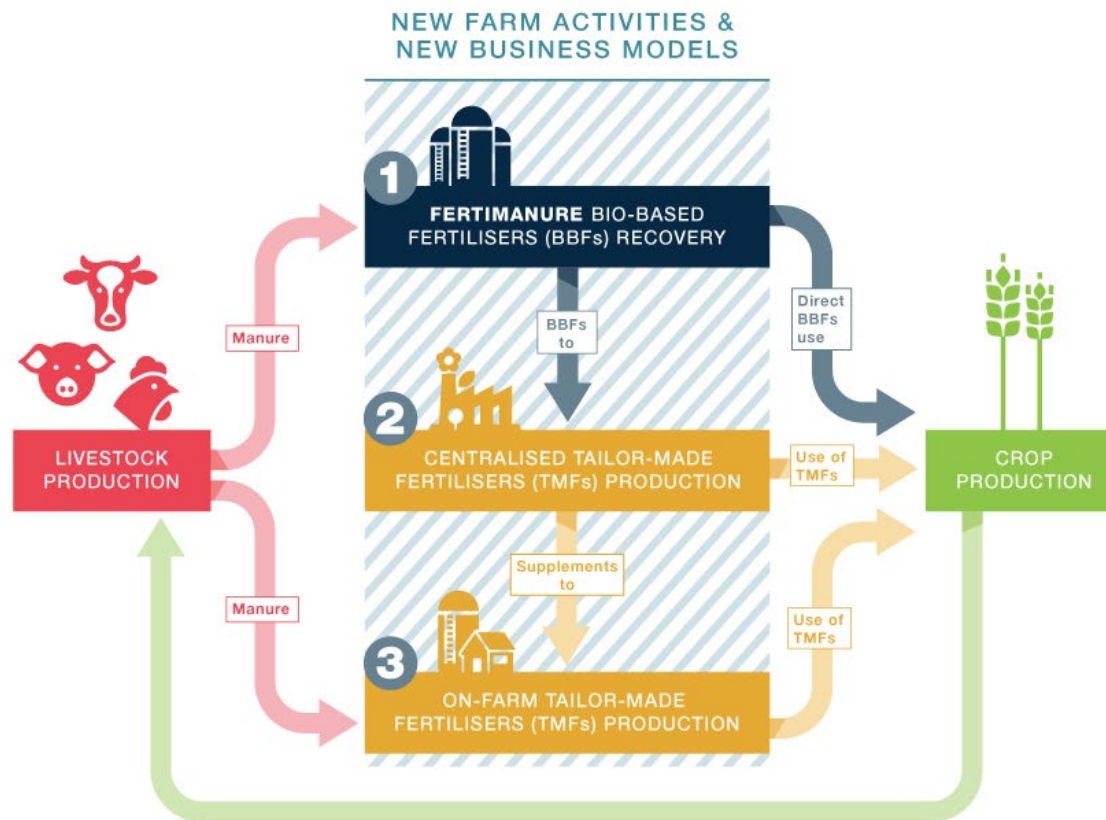 NEW FARM ACTIVITIES &
NEW BUSINESS MODELS
1
FERTIMANURE BIO-BASED
FERTILISERS (BBFs) RECOVERY
Manure
BBFs
to
Direct
BBFs
use
2
LIVESTOCK
PRODUCTION
CENTRALISED TAILOR-MADE
FERTILISERS (TMFs) PRODUCTION
Use of
TMFs
CROP
PRODUCTION
Supplements
to
Manure
Use of
TMFs
3
ON-FARM TAILOR-MADE
FERTILISERS (TMFs) PRODUCTION